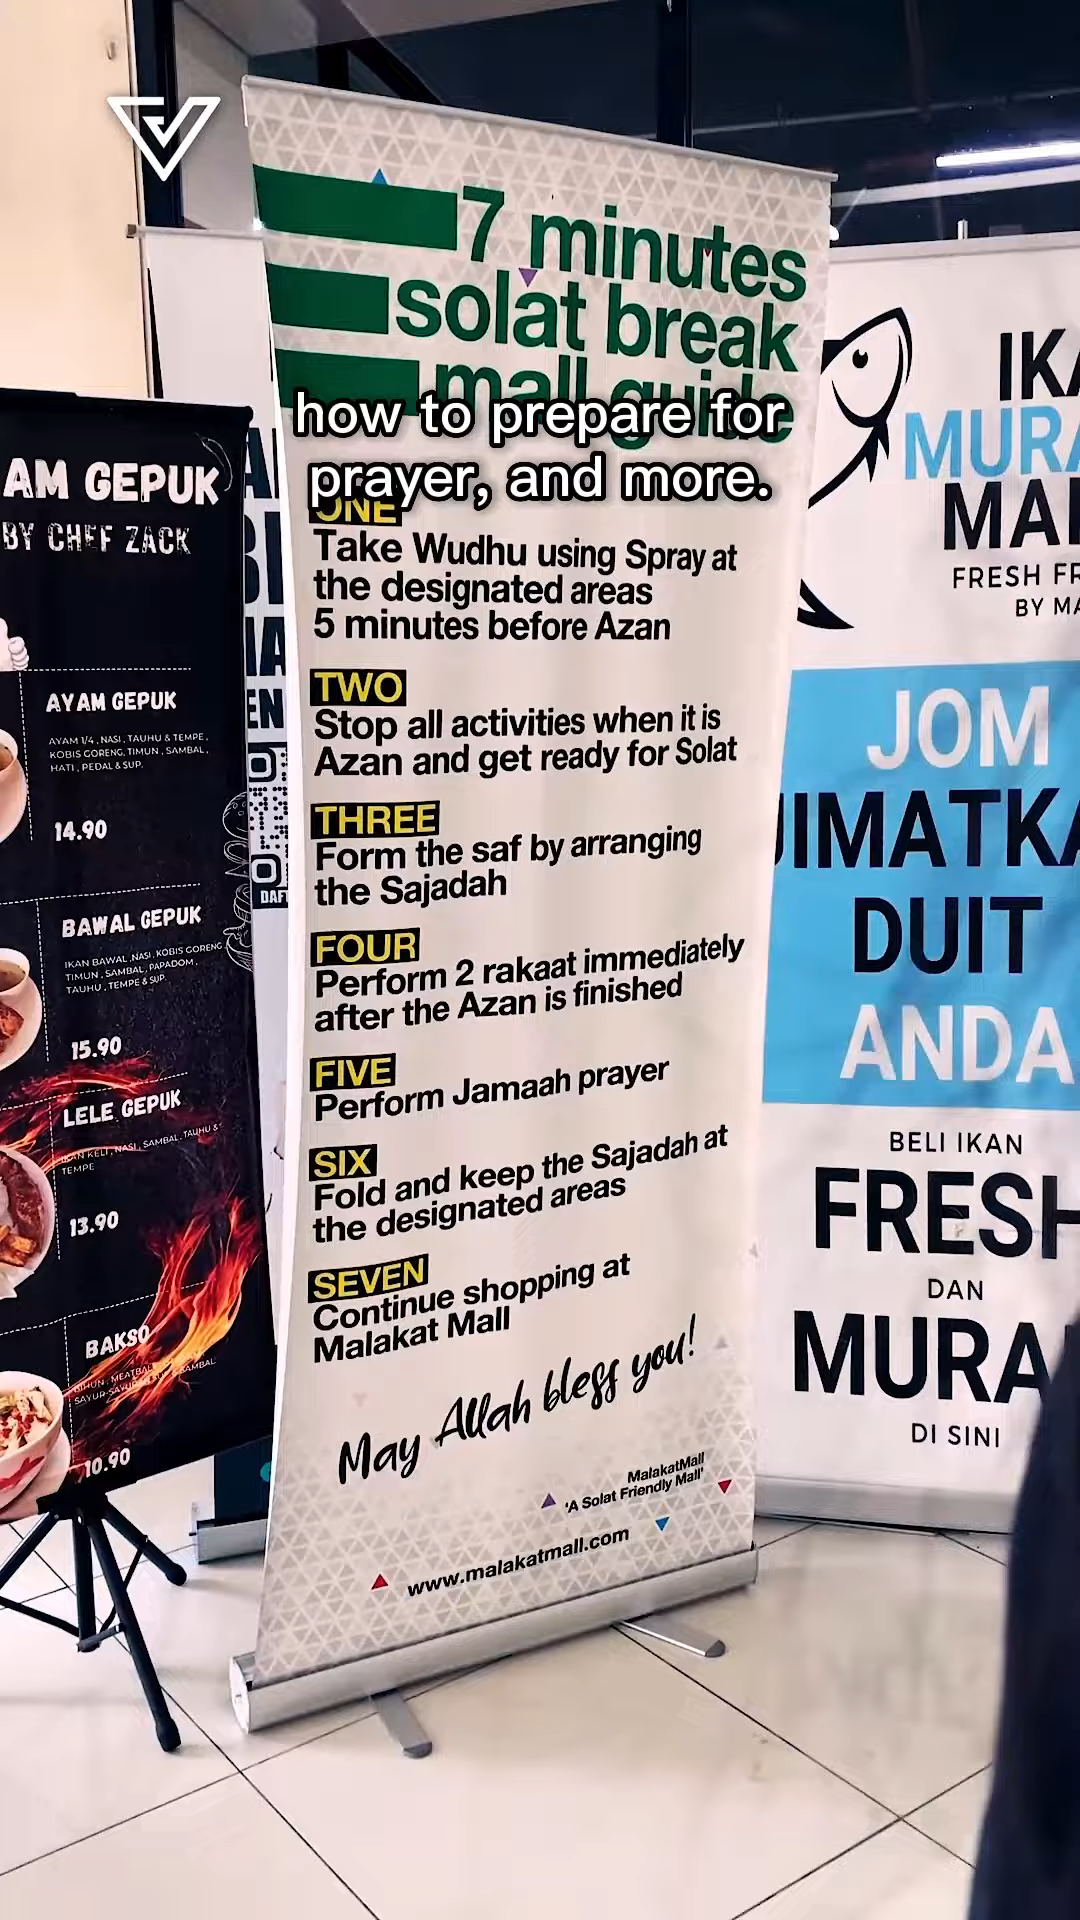 how to prepare for
prayer, and more.
7 minutes
solat break
mall guide
ONE
Take Wudhu using Spray at
the designated areas
5 minutes before Azan
TWO
Stop all activities when it is
Azan and get ready for Solat
THREE
Form the saf by arranging
the Sajadah
FOUR
Perform 2 rakaat immediately
after the Azan is finished
FIVE
Perform Jamaah prayer
SIX
Fold and keep the Sajadah at
the designated areas
SEVEN
Continue shopping at
Malakat Mall
May Allah bless you!
MalakatMall
'A Solat Friendly Mall'
www.malakatmall.com
AM GEPUK
BY CHEF ZACK
AYAM GEPUK
AYAM 1/4 , NASI , TAUHU & TEMPE ,
KOBIS GORENG, TIMUN , SAMBAL ,
HATI , PEDAL & SUP.
14.90
BAWAL GEPUK
IKAN BAWAL ,NASI , KOBIS GORENG
TIMUN , SAMBAL , PAPADOM ,
TAUHU , TEMPE & SUP.
15.90
LELE GEPUK
IKAN KELI , NASI , SAMBAL , TAUHU &
TEMPE
13.90
BAKSO
10.90
EN
DAFT
IKA
MURA
MAL
FRESH FR
BY MA
JOM
JIMATKA
DUIT
ANDA
BELI IKAN
FRESH
DAN
MURA
DI SINI